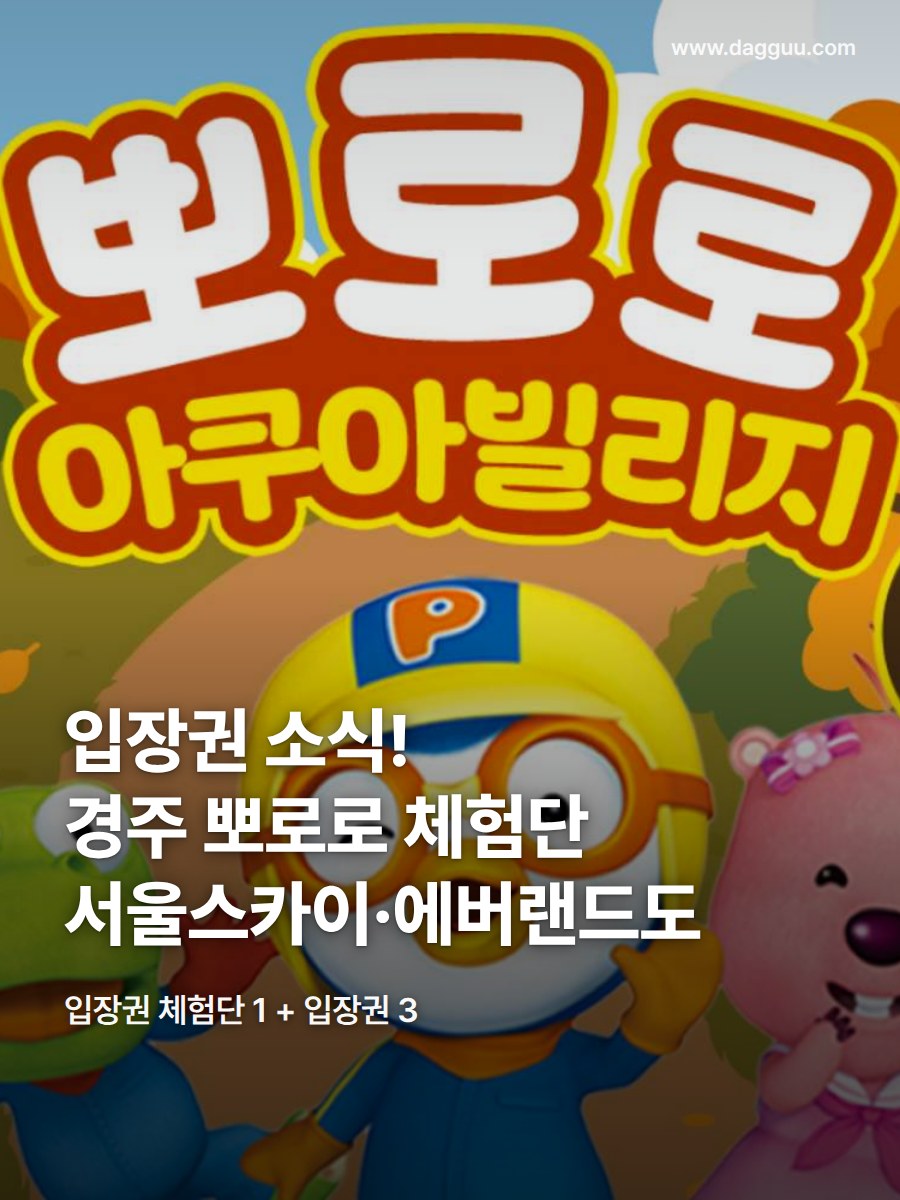 www.dagguu.com
뽀로로
아쿠아빌리지
P
입장권 소식!
경주 뽀로로 체험단
서울스카이·에버랜드도
입장권 체험단 1 + 입장권 3